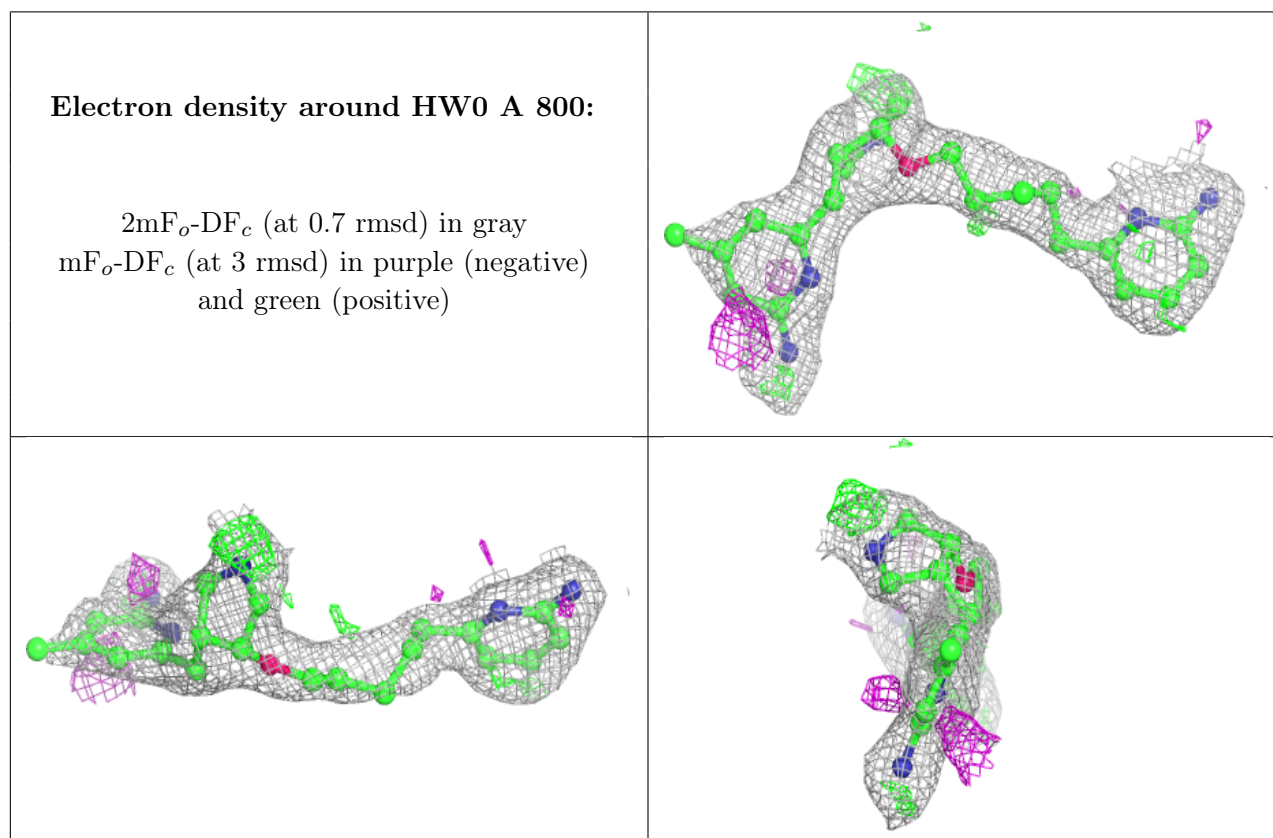 Electron density around HW0 A 800:
2mFo-DFc (at 0.7 rmsd) in gray
mFo-DFc (at 3 rmsd) in purple (negative)
and green (positive)